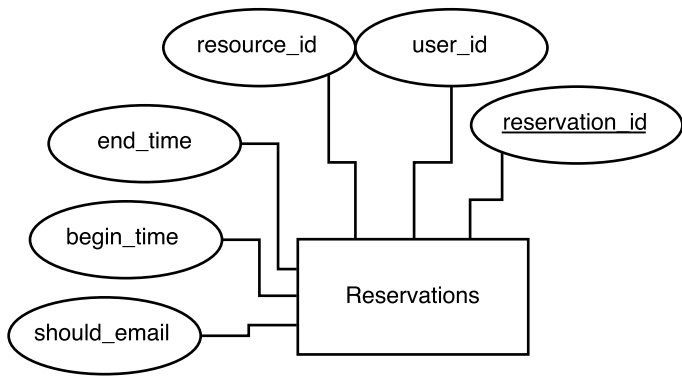 resource_id
user_id
reservation_id
end_time
begin_time
Reservations
should_email